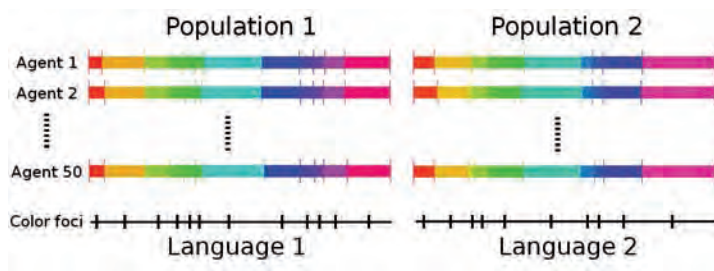 Population 1 Population 2
Agent 1
Agent 2
Agent 50
Color foci
Language 1 Language 2